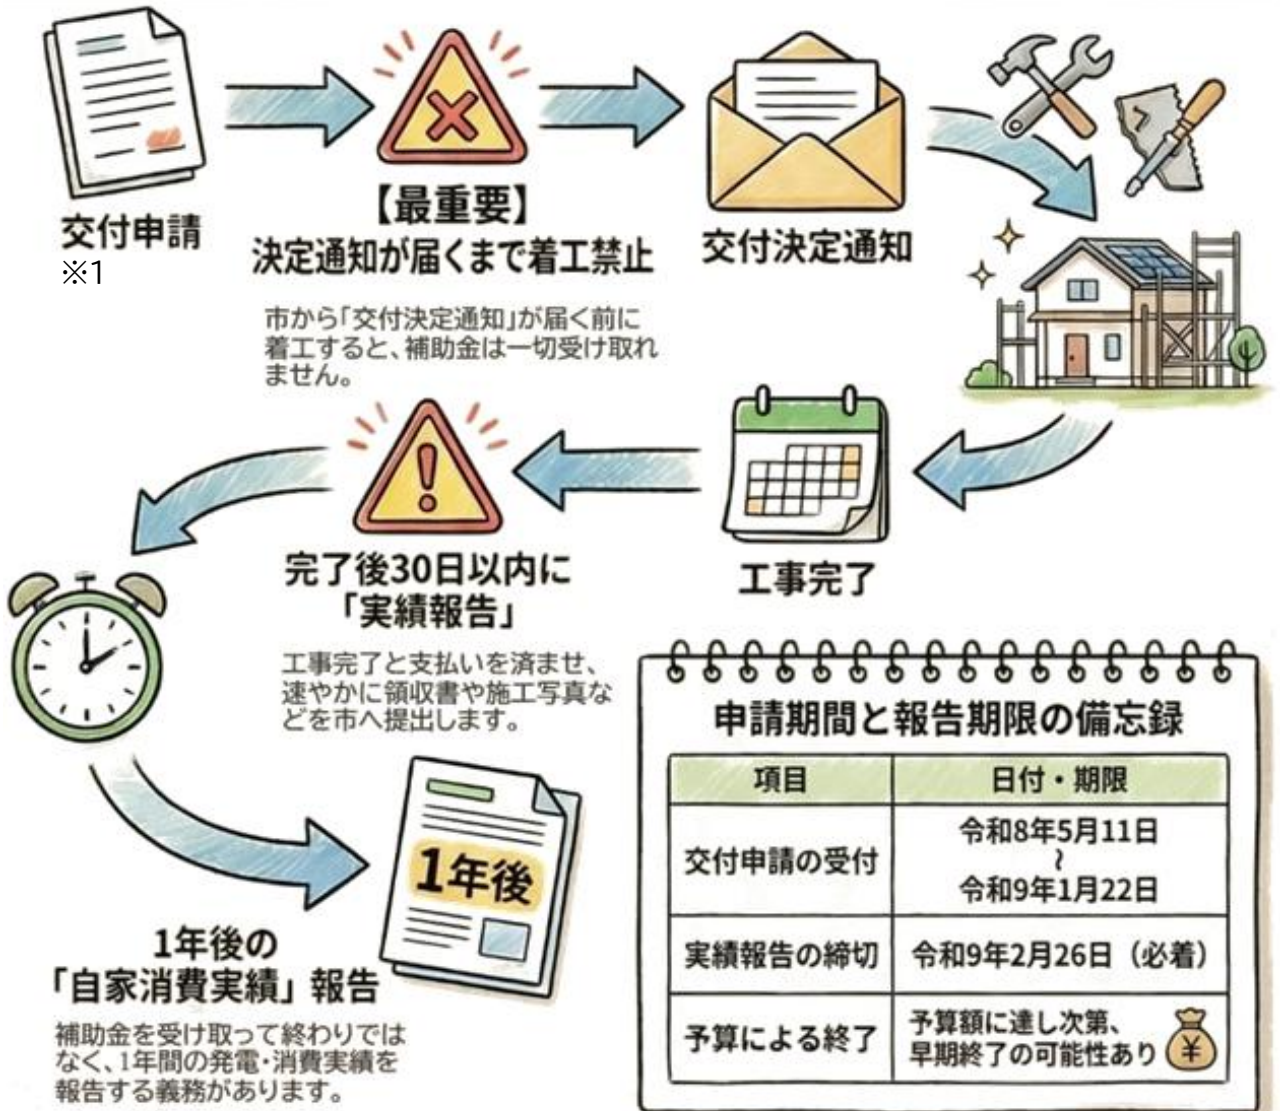 交付申請
※1
【最重要】
決定通知が届くまで着工禁止
市から「交付決定通知」が届く前に
着工すると、補助金は一切受け取れ
ません。
交付決定通知
工事完了
完了後30日以内に
「実績報告」
工事完了と支払いを済ませ、
速やかに領収書や施工写真な
どを市へ提出します。
1年後
1年後の
「自家消費実績」報告
補助金を受け取って終わりでは
なく、1年間の発電・消費実績を
報告する義務があります。
申請期間と報告期限の備忘録
項目
日付・期限
交付申請の受付
令和8年5月11日
～
令和9年1月22日
実績報告の締切
令和9年2月26日（必着）
予算による終了
予算額に達し次第、
早期終了の可能性あり
¥